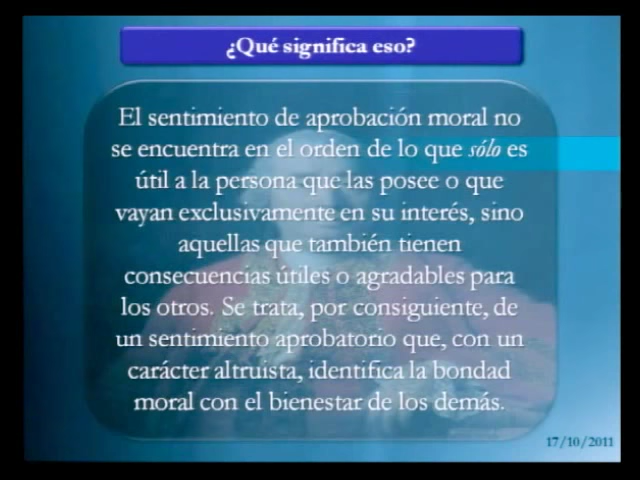 ¿Qué significa eso?
El sentimiento de aprobación moral no
se encuentra en el orden de lo que sólo es
útil a la persona que las posee o que
vayan exclusivamente en su interés, sino
aquellas que también tienen
consecuencias útiles o agradables para
los otros. Se trata, por consiguiente, de
un sentimiento aprobatorio que, con un
carácter altruista, identifica la bondad
moral con el bienestar de los demás.
17/10/2011